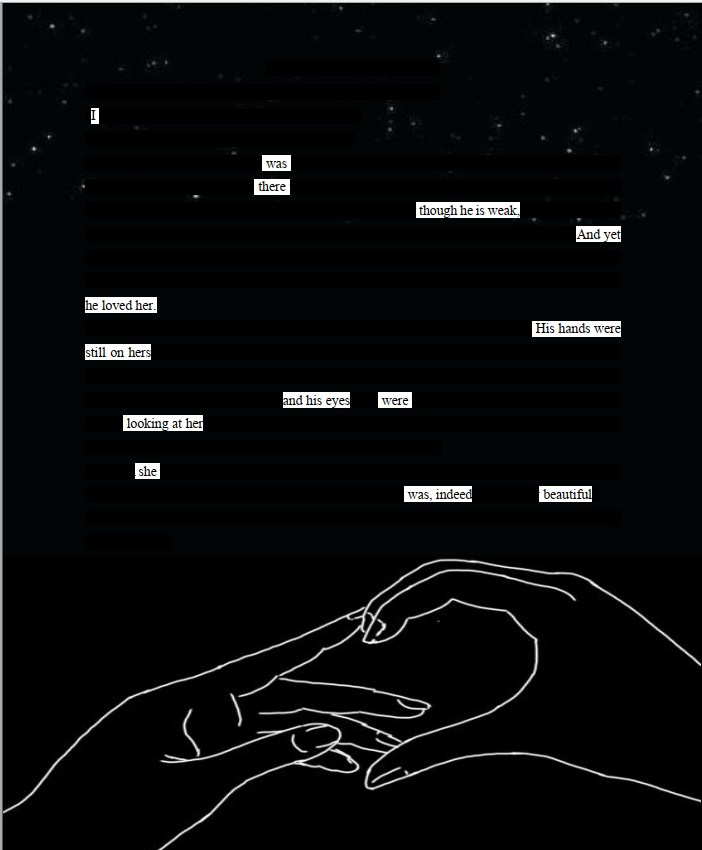 I
was
there
though he is weak,
And yet
he loved her.
His hands were
still on hers
and his eyes were
looking at her
she
was, indeed beautiful